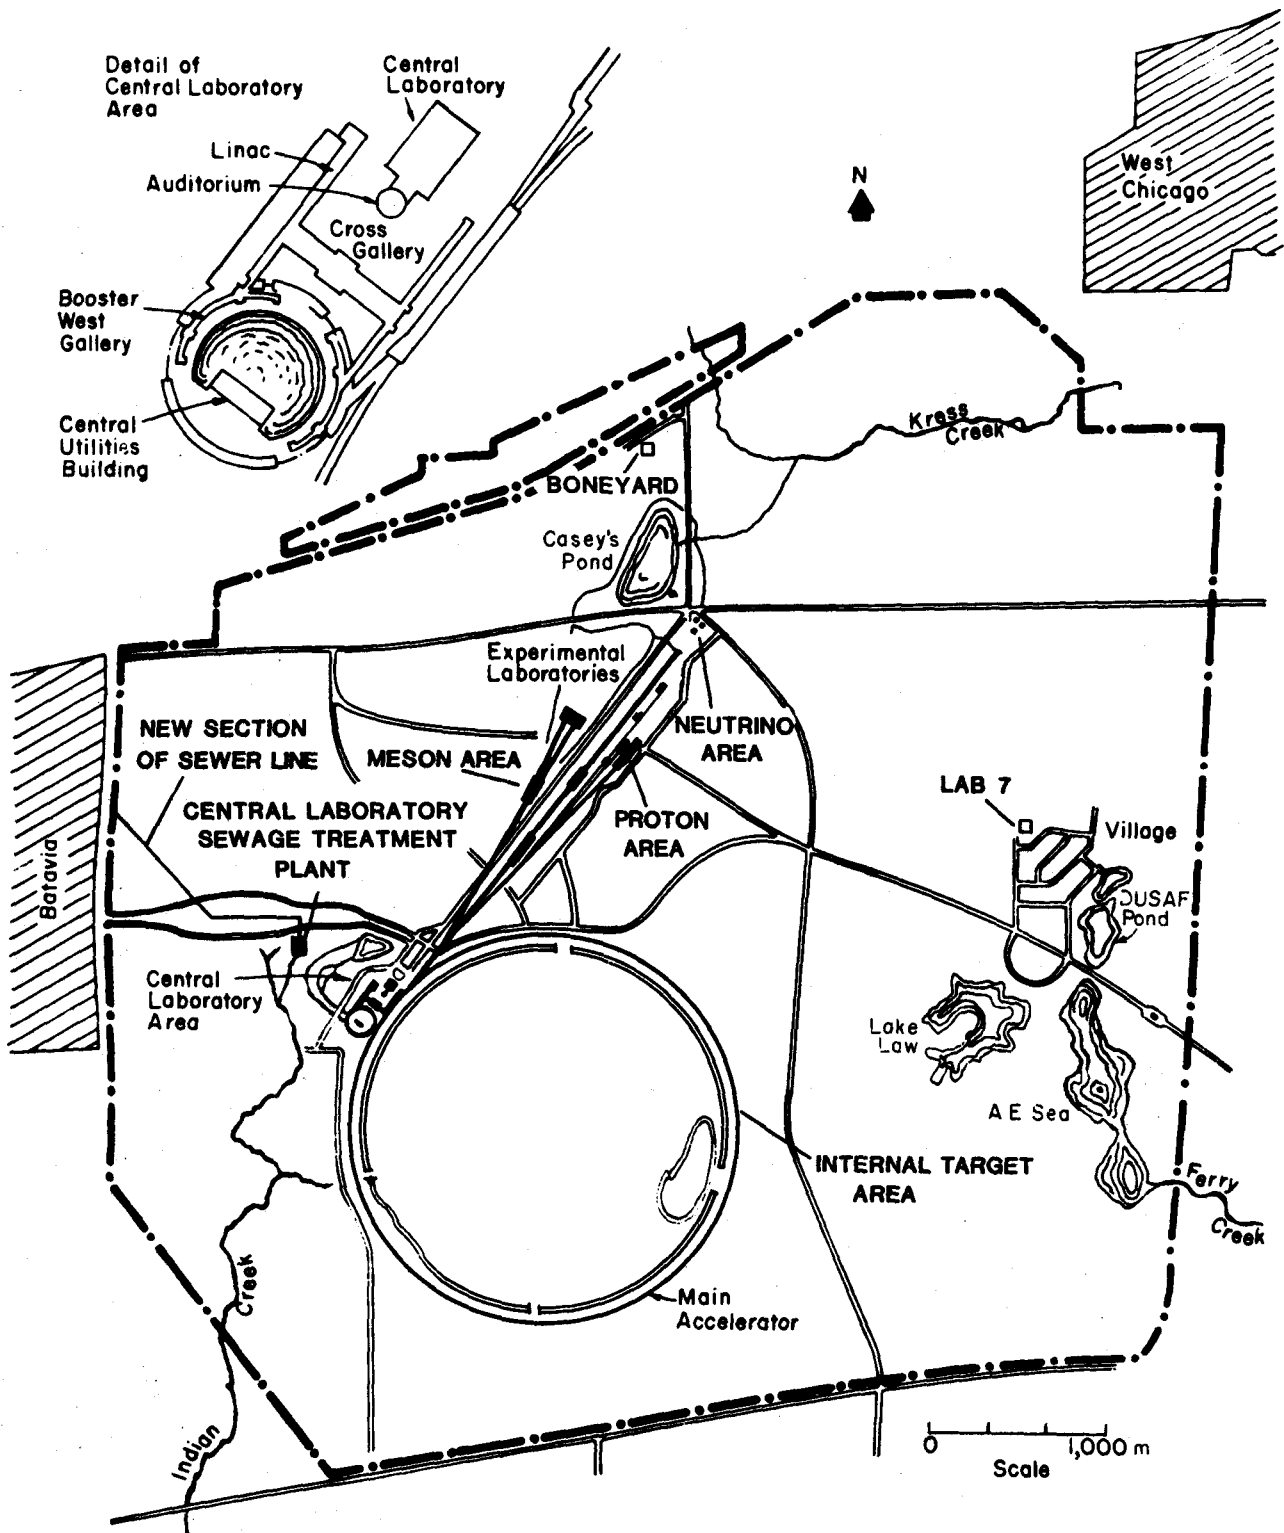 Detail of
Central Laboratory
Area
Central
Laboratory
Linac
Auditorium
Cross
Gallery
Booster
West
Gallery
Central
Utilities
Building
N
West
Chicago
Kress
Creek
BONEYARD
Casey's
Pond
Experimental
Laboratories
NEW SECTION
OF SEWER LINE
MESON AREA
NEUTRINO
AREA
CENTRAL LABORATORY
SEWAGE TREATMENT
PLANT
PROTON
AREA
LAB 7
Village
DUSAF
Pond
Batavia
Central
Laboratory
Area
Lake
Law
A E Sea
INTERNAL TARGET
AREA
Ferry
Creek
Main
Accelerator
Indian
Creek
0 1,000 m
Scale